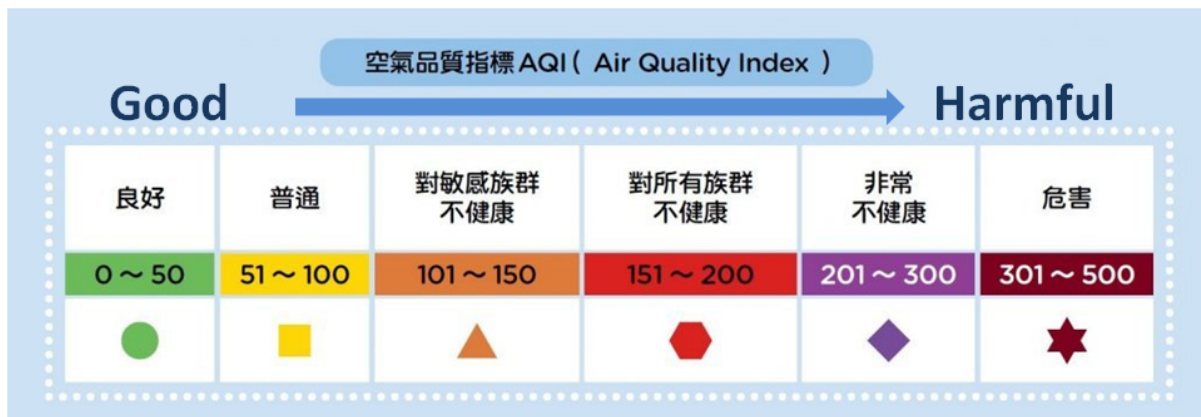 空氣品質指標AQI( Air Quality Index )
Good
Harmful
良好
普通
對敏感族群
不健康
對所有族群
不健康
非常
不健康
危害
0～50
51～100
101～150
151～200
201～300
301～500